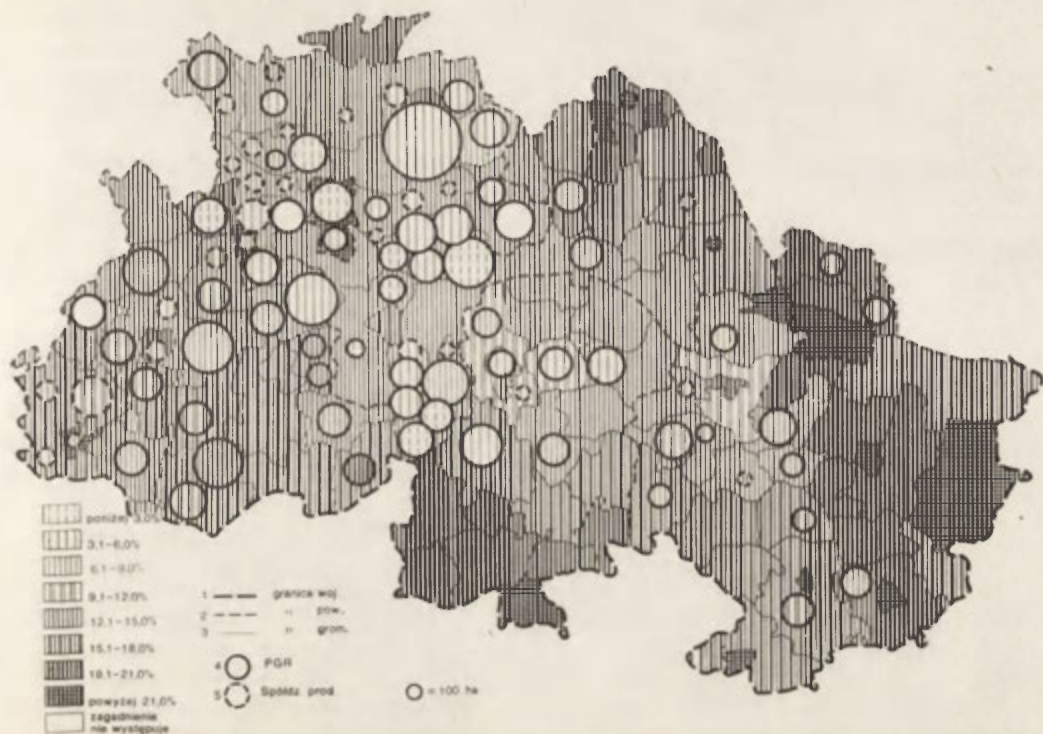 poniżej 3,0%
3,1–6,0%
6,1–9,0%
9,1–12,0%
12,1–15,0%
15,1–18,0%
18,1–21,0%
powyżej 21,0%
zagadnienie
nie występuje
1 granica woj.
2 " pow.
3 " grom.
4 PGR
5 Spółdz. prod.
= 100 ha